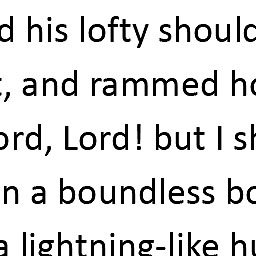 d his lofty should
, and rammed ho
ord, Lord! but I sh
n a boundless bo
a lightning-like hu